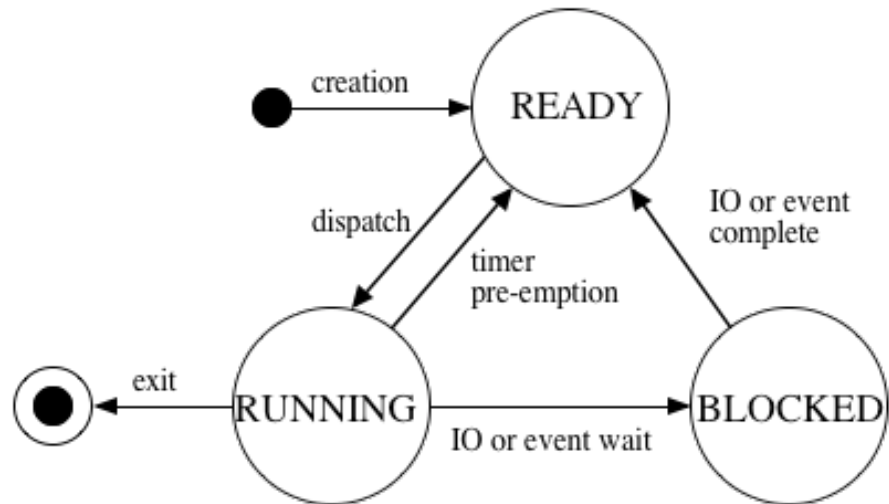 creation
READY
dispatch
timer
pre-emption
IO or event
complete
exit
RUNNING
IO or event wait
BLOCKED